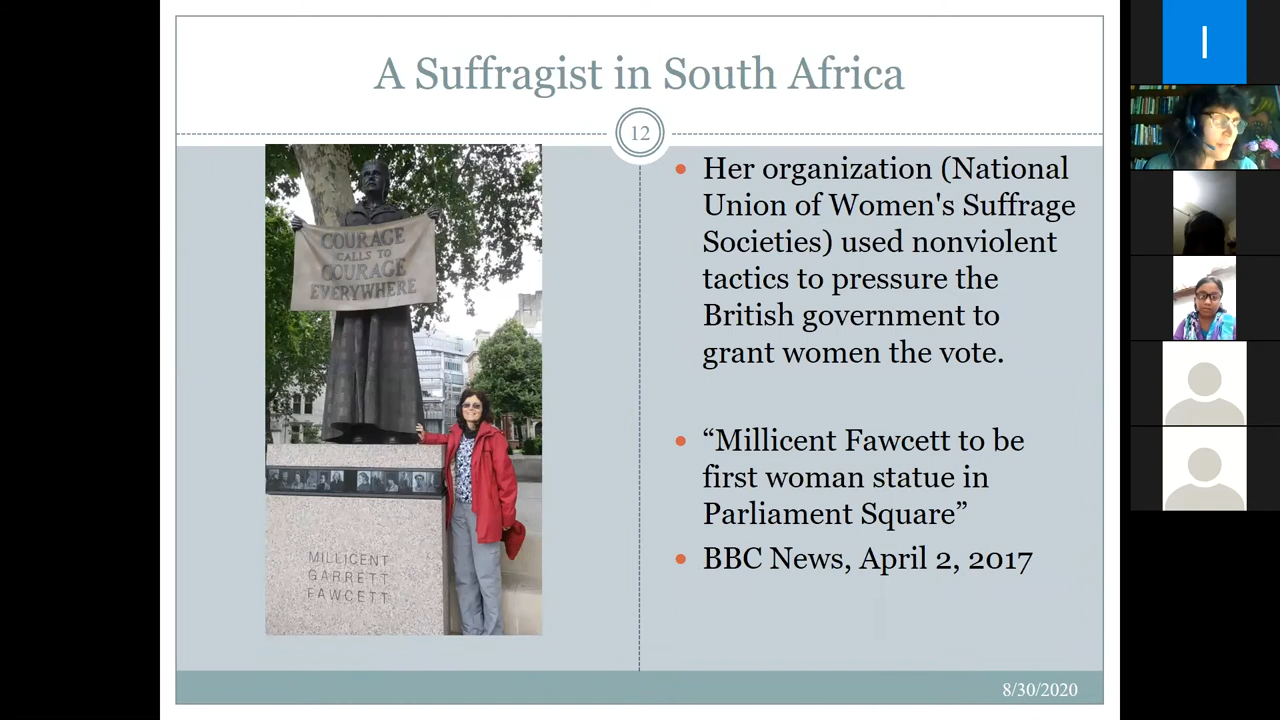 A Suffragist in South Africa
12
COURAGE
CALLS TO
COURAGE
EVERYWHERE
MILLICENT
GARRETT
FAWCETT
• Her organization (National
Union of Women's Suffrage
Societies) used nonviolent
tactics to pressure the
British government to
grant women the vote.
• “Millicent Fawcett to be
first woman statue in
Parliament Square”
• BBC News, April 2, 2017
8/30/2020
I